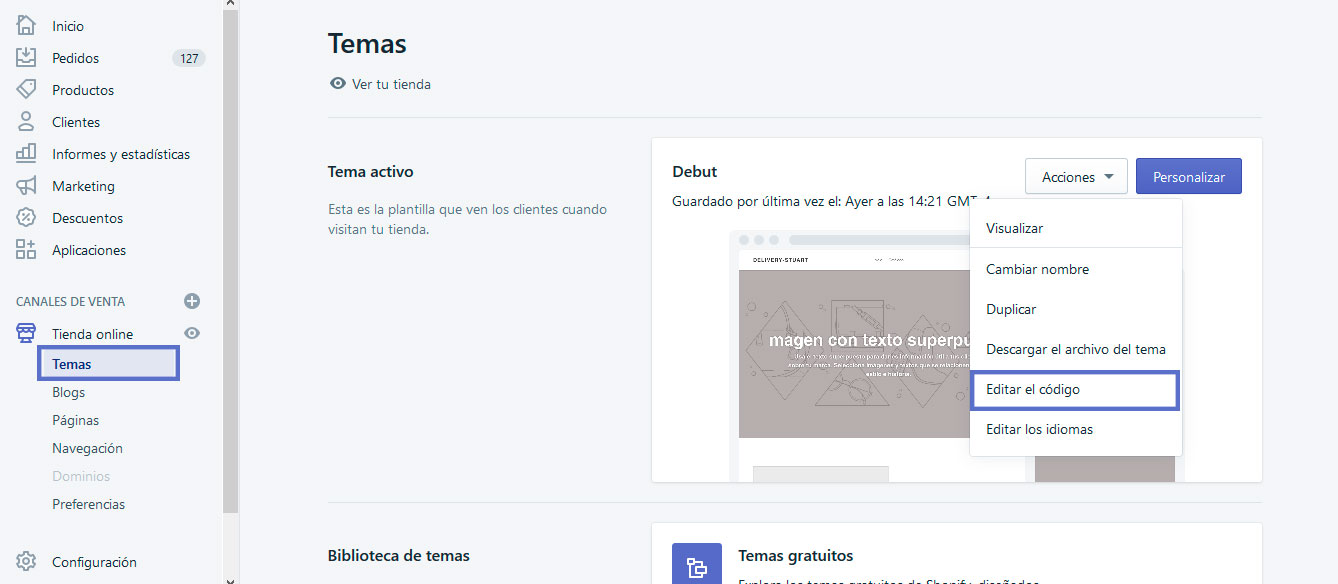 Inicio
Pedidos 127
Productos
Clientes
Informes y estadísticas
Marketing
Descuentos
Aplicaciones
CANALES DE VENTA
Tienda online
Temas
Blogs
Páginas
Navegación
Dominios
Preferencias
Configuración
Temas
Ver tu tienda
Tema activo
Esta es la plantilla que ven los clientes cuando
visitan tu tienda.
Debut
Guardado por última vez el: Ayer a las 14:21 GMT
Acciones
Personalizar
Visualizar
Cambiar nombre
Duplicar
Descargar el archivo del tema
Editar el código
Editar los idiomas
DELIVERY-STUART
magen con texto superpu
Biblioteca de temas
Temas gratuitos